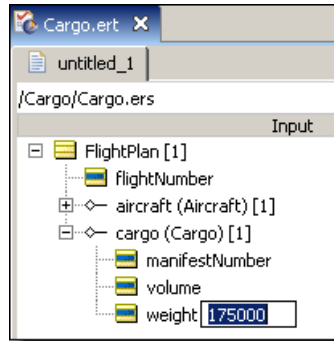 Cargo.ert
untitled_1
/Cargo/Cargo.ers
Input
FlightPlan [1]
flightNumber
aircraft (Aircraft) [1]
cargo (Cargo) [1]
manifestNumber
volume
weight 175000